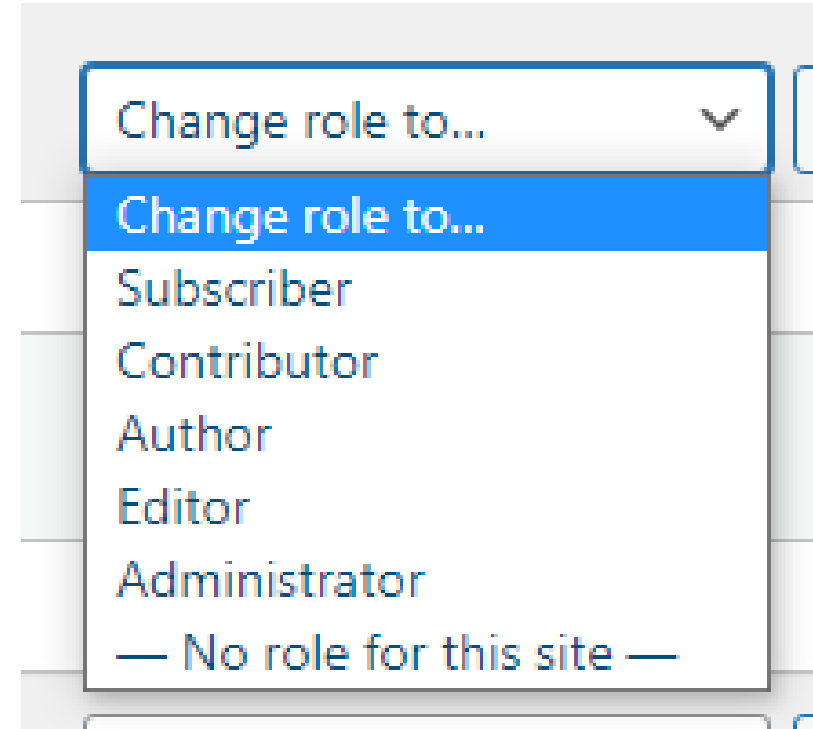 Change role to...
Change role to...
Subscriber
Contributor
Author
Editor
Administrator
— No role for this site —